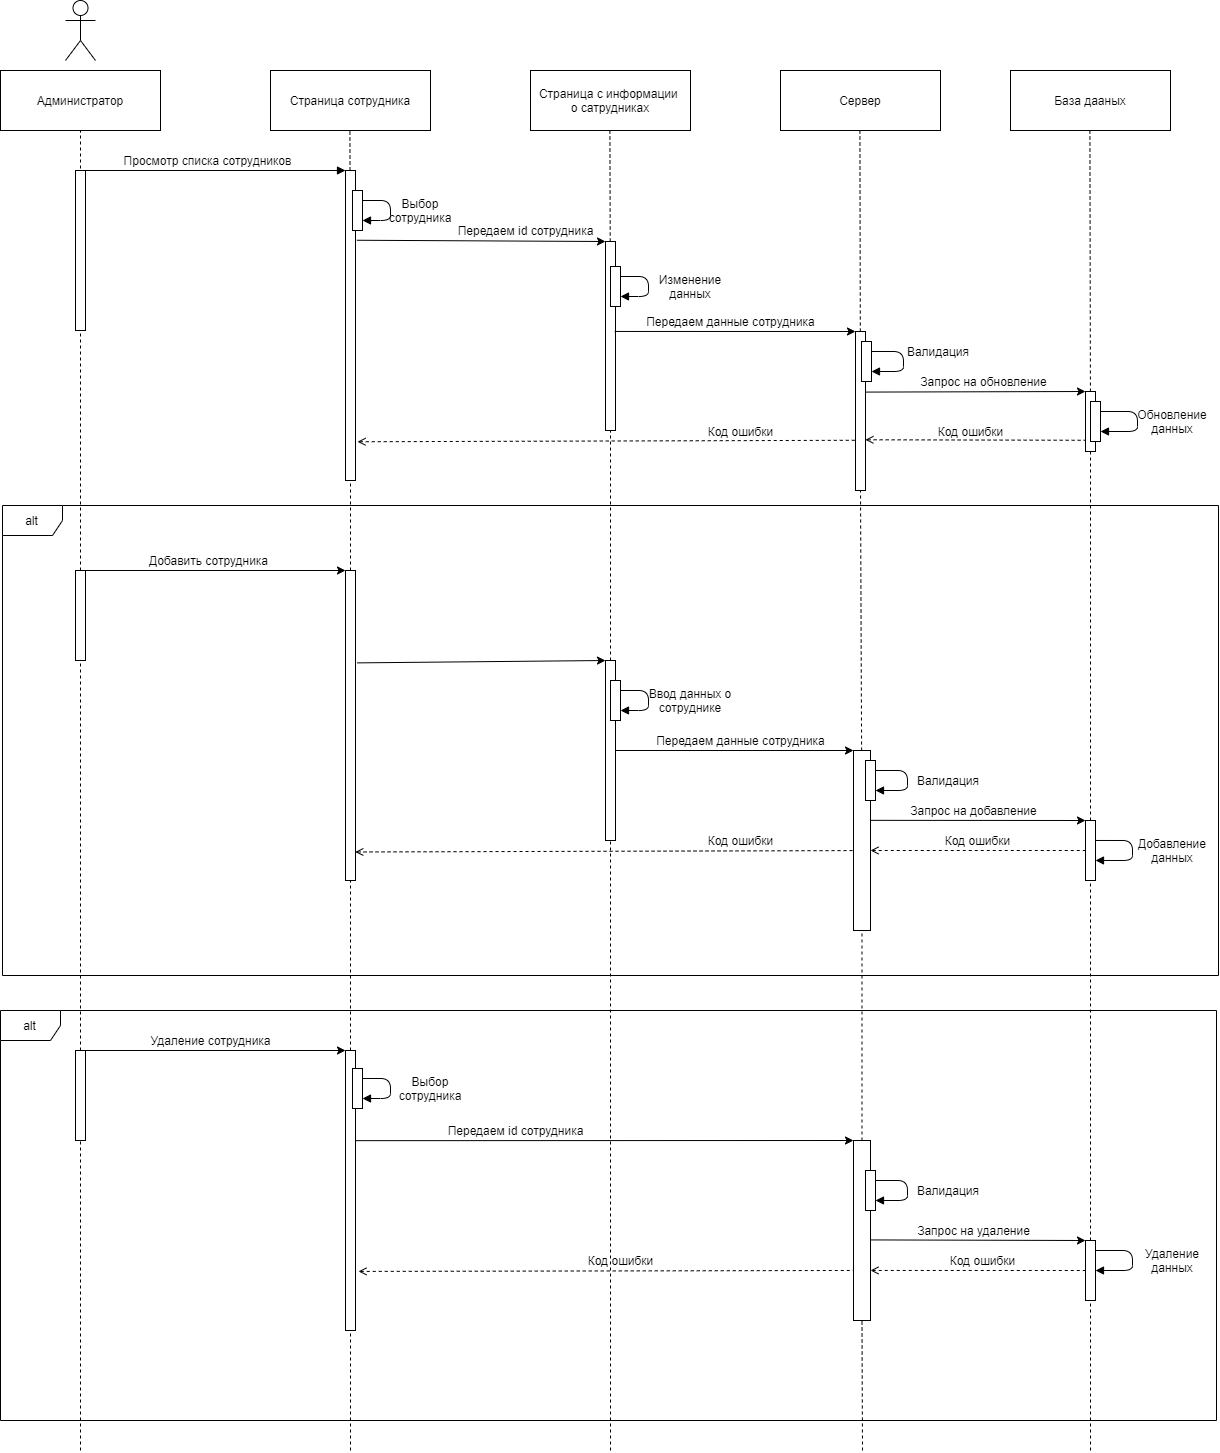 Администратор
Страница сотрудника
Страница с информации
о сатрудниках
Сервер
База дааных
Просмотр списка сотрудников
Выбор
сотрудника
Передаем id сотрудника
Изменение
данных
Передаем данные сотрудника
Валидация
Запрос на обновление
Обновление
данных
Код ошибки
Код ошибки
alt
Добавить сотрудника
Ввод данных о
сотруднике
Передаем данные сотрудника
Валидация
Запрос на добавление
Код ошибки
Код ошибки
Добавление
данных
alt
Удаление сотрудника
Выбор
сотрудника
Передаем id сотрудника
Валидация
Запрос на удаление
Код ошибки
Код ошибки
Удаление
данных